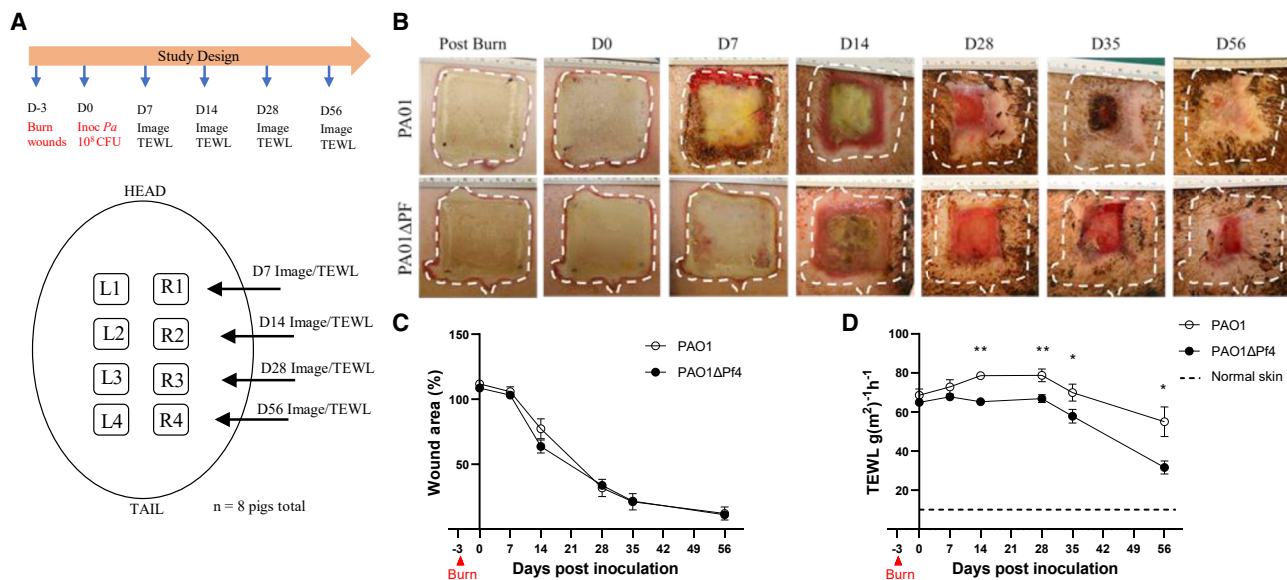 A
Study Design
D-3 D0 D7 D14 D28 D56
Burn Inoc Pa Image Image Image Image
wounds 10⁸ CFU TEWL TEWL TEWL TEWL
HEAD
L1 R1 D7 Image/TEWL
L2 R2 D14 Image/TEWL
L3 R3 D28 Image/TEWL
L4 R4 D56 Image/TEWL
TAIL
n = 8 pigs total
B
Post Burn D0 D7 D14 D28 D35 D56
PA01
PA01ΔPF
C
Wound area (%)
150
100
50
PAO1
PAO1ΔPf4
-3 0 7 14 21 28 35 42 49 56
Burn
Days post inoculation
D
TEWL g(m²)⁻¹h⁻¹
100
80
60
40
20
** ** * *
PAO1
PAO1ΔPf4
Normal skin
-3 0 7 14 21 28 35 42 49 56
Burn
Days post inoculation